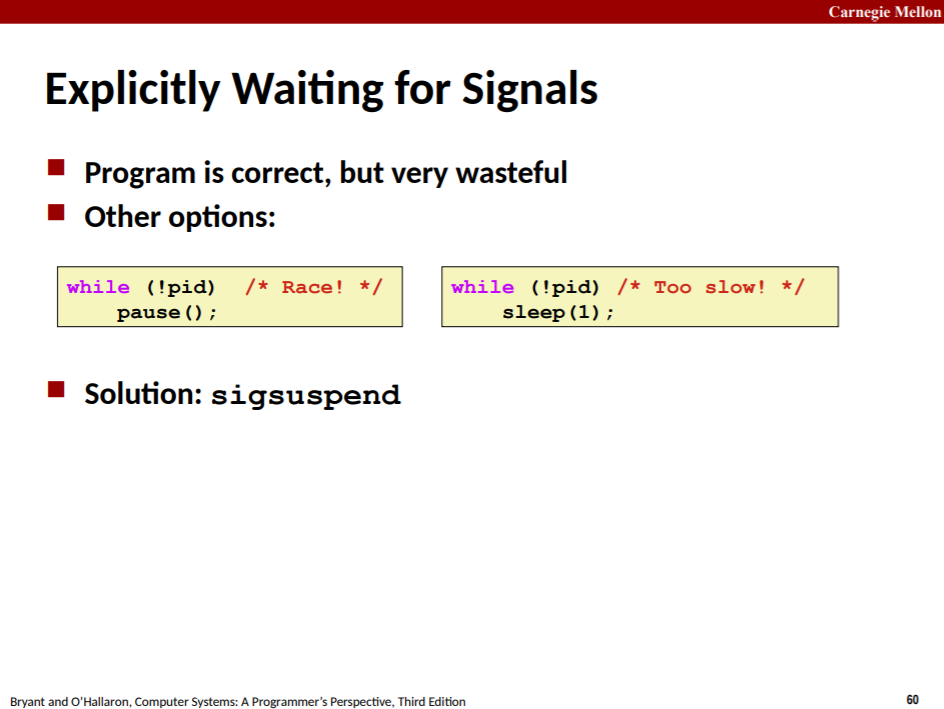 Carnegie Mellon
Explicitly Waiting for Signals
Program is correct, but very wasteful
Other options:
while (!pid)  /* Race! */
    pause();
while (!pid) /* Too slow! */
    sleep(1);
Solution: sigsuspend
Bryant and O’Hallaron, Computer Systems: A Programmer’s Perspective, Third Edition
60